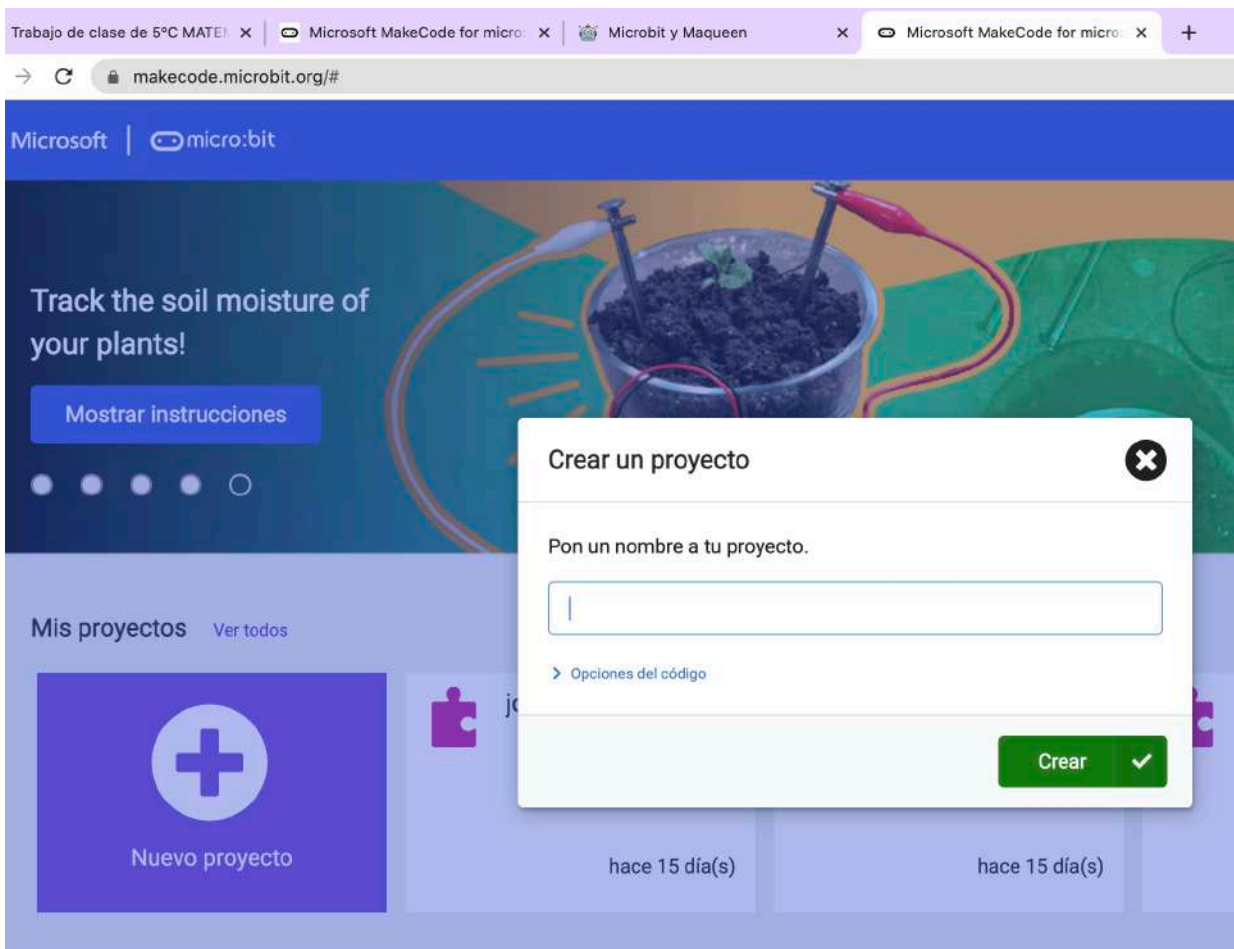 Trabajo de clase de 5ºC MATE
Microsoft MakeCode for micro:
Microbit y Maqueen
Microsoft MakeCode for micro:
makecode.microbit.org/#
Microsoft
micro:bit
Track the soil moisture of
your plants!
Mostrar instrucciones
Crear un proyecto
Pon un nombre a tu proyecto.
Opciones del código
Crear
Mis proyectos
Ver todos
Nuevo proyecto
hace 15 día(s)
hace 15 día(s)